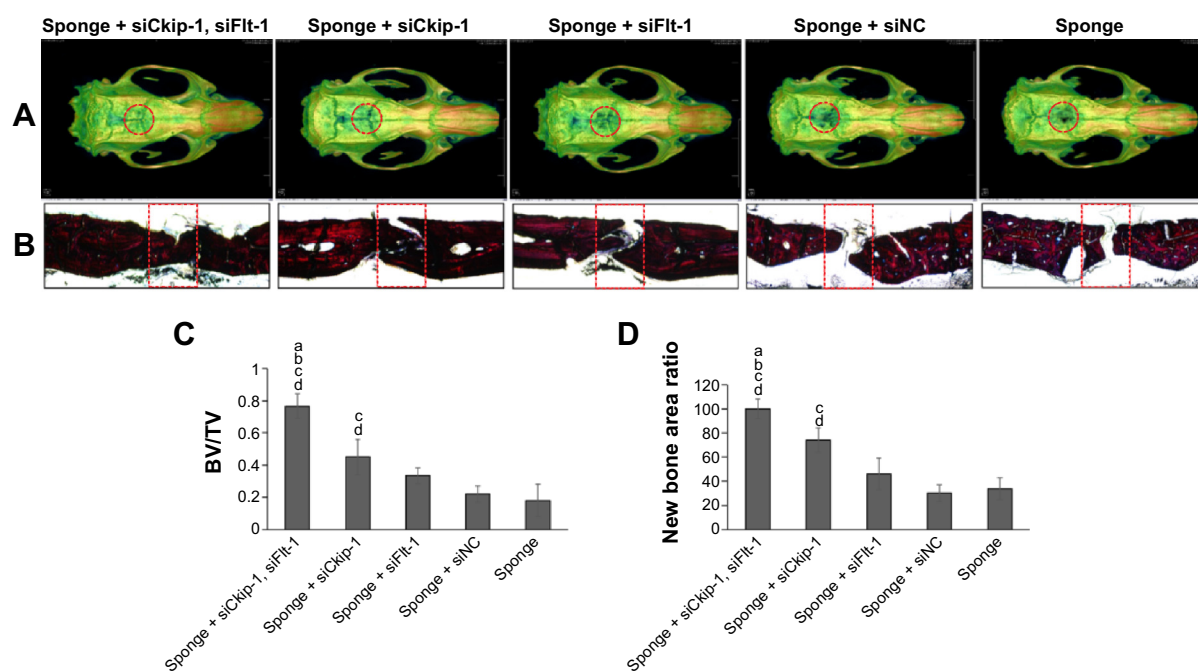 Sponge + siCkip-1, siFlt-1
Sponge + siCkip-1
Sponge + siFlt-1
Sponge + siNC
Sponge
A
B
C
BV/TV
1
0.8
0.6
0.4
0.2
0
a
b
c
d
c
d
Sponge + siCkip-1, siFlt-1
Sponge + siCkip-1
Sponge + siFlt-1
Sponge + siNC
Sponge
D
New bone area ratio
120
100
80
60
40
20
0
a
b
c
d
c
d
Sponge + siCkip-1, siFlt-1
Sponge + siCkip-1
Sponge + siFlt-1
Sponge + siNC
Sponge